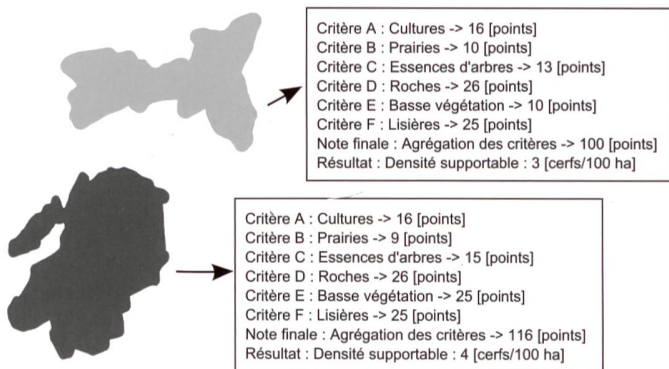 Critère A : Cultures -> 16 [points]
Critère B : Prairies -> 10 [points]
Critère C : Essences d'arbres -> 13 [points]
Critère D : Roches -> 26 [points]
Critère E : Basse végétation -> 10 [points]
Critère F : Lisières -> 25 [points]
Note finale : Agrégation des critères -> 100 [points]
Résultat : Densité supportable : 3 [cerfs/100 ha]
Critère A : Cultures -> 16 [points]
Critère B : Prairies -> 9 [points]
Critère C : Essences d'arbres -> 15 [points]
Critère D : Roches -> 26 [points]
Critère E : Basse végétation -> 25 [points]
Critère F : Lisières -> 25 [points]
Note finale : Agrégation des critères -> 116 [points]
Résultat : Densité supportable : 4 [cerfs/100 ha]